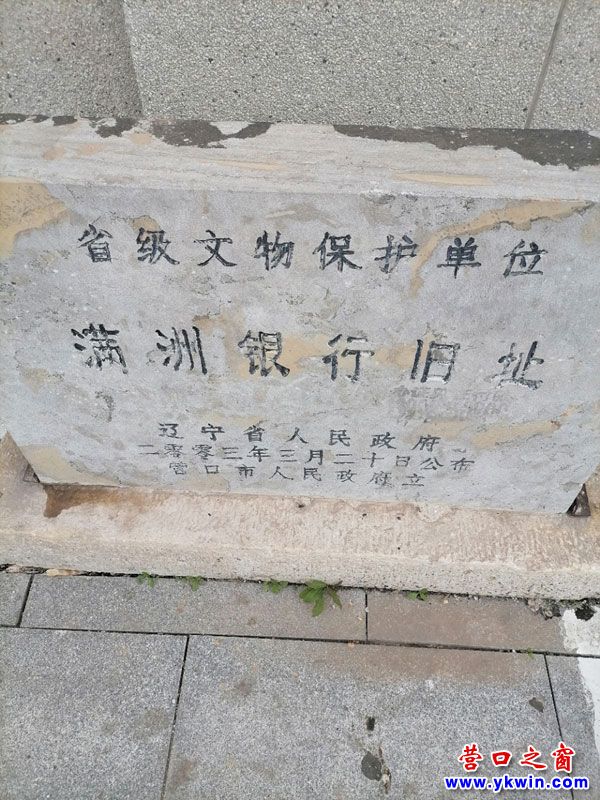 省级文物保护单位
满洲银行旧址
辽宁省人民政府
二零零三年三月二十日公布
营口市人民政府立
营口之窗
www.ykwin.com